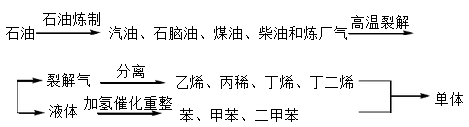 石油 石油炼制 汽油、石脑油、煤油、柴油和炼厂气 高温裂解
裂解气 分离 乙烯、丙稀、丁烯、丁二烯
单体
液体 加氢催化重整 苯、甲苯、二甲苯